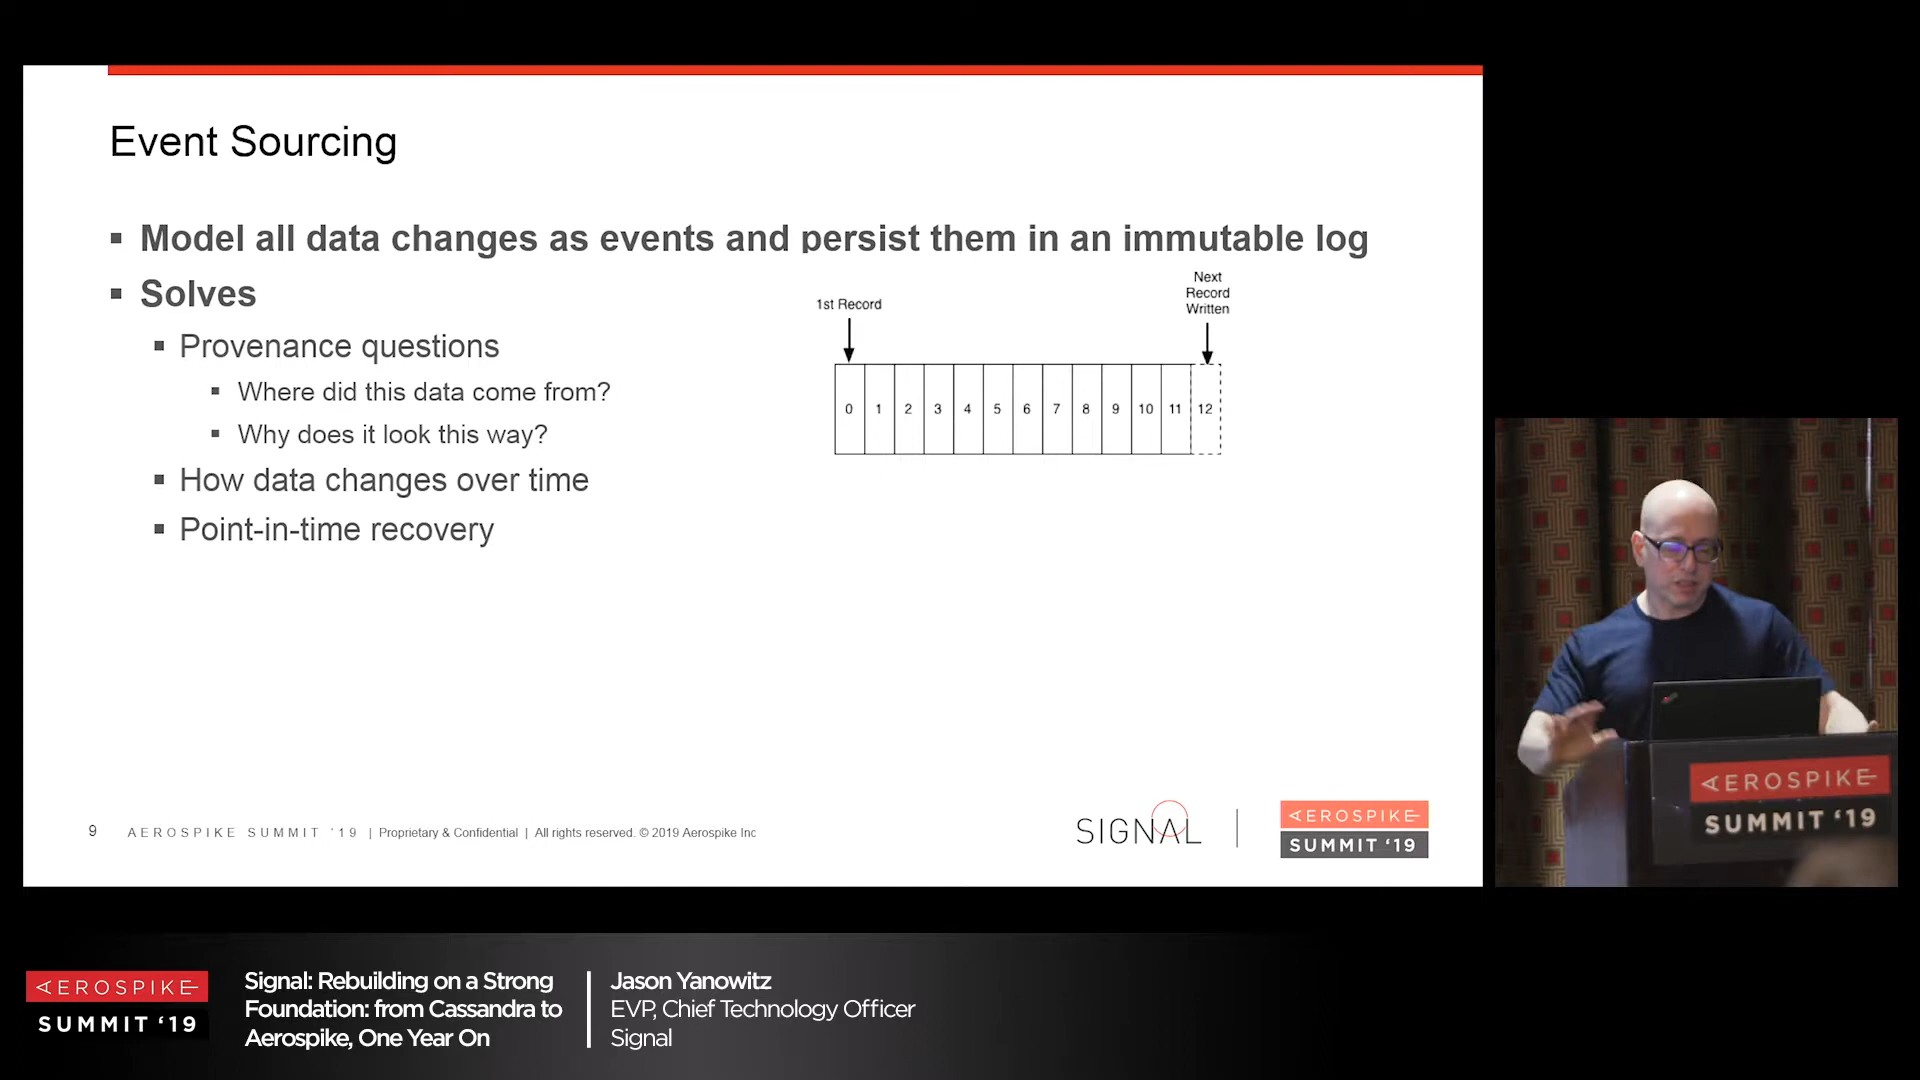 Event Sourcing
▪ Model all data changes as events and persist them in an immutable log
▪ Solves
▪ Provenance questions
▪ Where did this data come from?
▪ Why does it look this way?
▪ How data changes over time
▪ Point-in-time recovery
1st Record
Next
Record
Written
0 1 2 3 4 5 6 7 8 9 10 11 12
9 AEROSPIKE SUMMIT '19 | Proprietary & Confidential | All rights reserved. © 2019 Aerospike Inc
SIGNAL
AEROSPIKE
SUMMIT ‘19
AEROSPIKE
SUMMIT ‘19
AEROSPIKE
SUMMIT ‘19
Signal: Rebuilding on a Strong
Foundation: from Cassandra to
Aerospike, One Year On
Jason Yanowitz
EVP, Chief Technology Officer
Signal